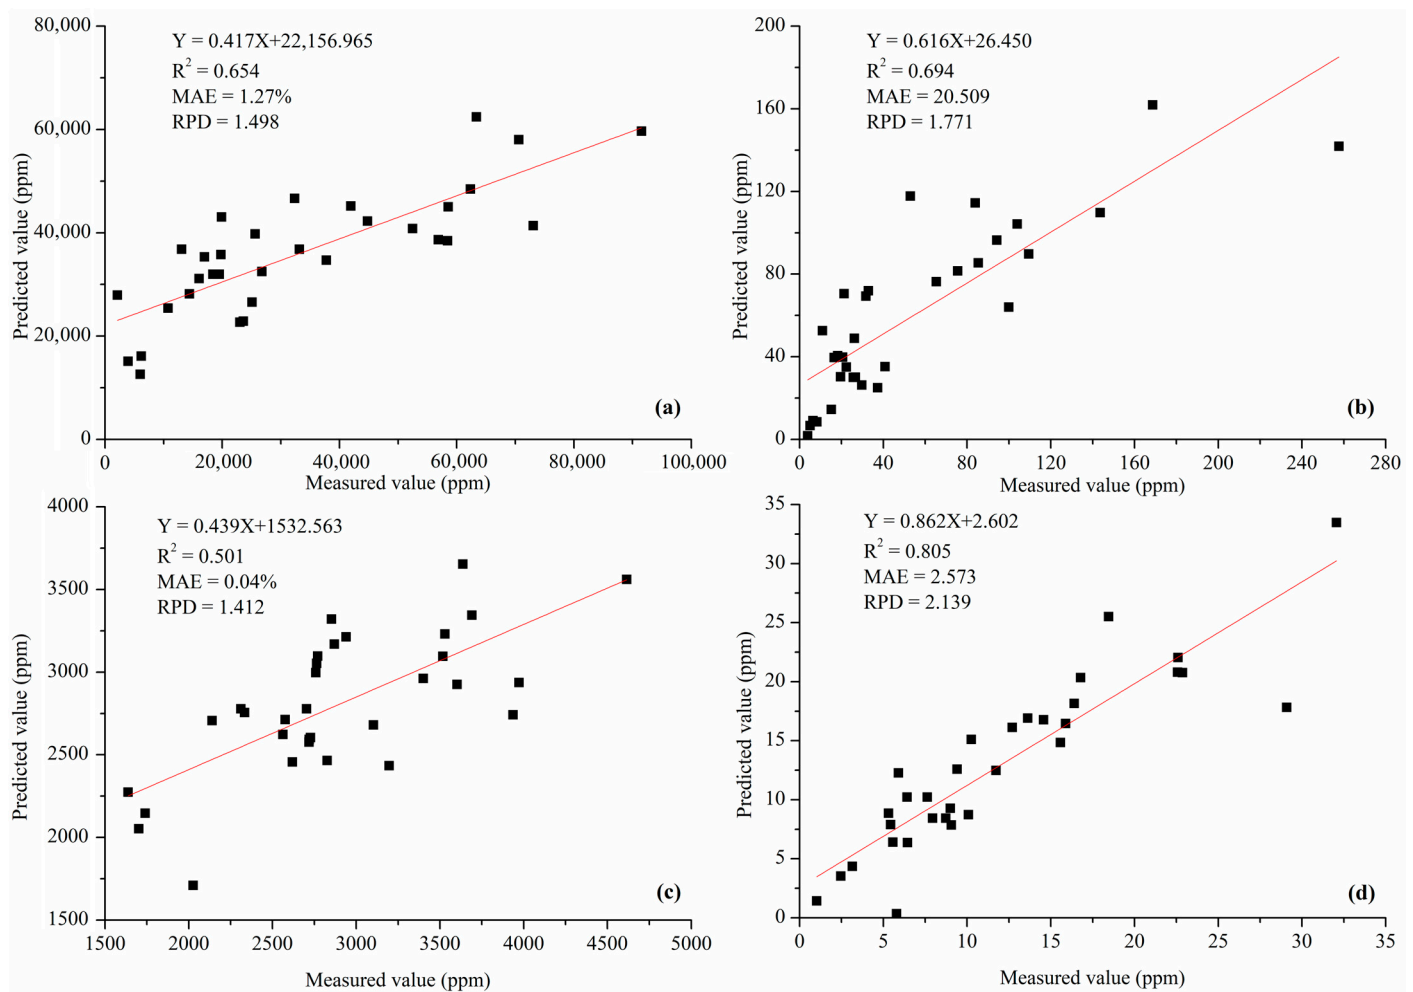 Y = 0.417X+22,156.965
R² = 0.654
MAE = 1.27%
RPD = 1.498
80,000
60,000
40,000
20,000
0
Predicted value (ppm)
(a)
0 20,000 40,000 60,000 80,000 100,000
Measured value (ppm)
Y = 0.616X+26.450
R² = 0.694
MAE = 20.509
RPD = 1.771
200
160
120
80
40
0
Predicted value (ppm)
(b)
0 40 80 120 160 200 240 280
Measured value (ppm)
Y = 0.439X+1532.563
R² = 0.501
MAE = 0.04%
RPD = 1.412
4000
3500
3000
2500
2000
1500
Predicted value (ppm)
(c)
1500 2000 2500 3000 3500 4000 4500 5000
Measured value (ppm)
Y = 0.862X+2.602
R² = 0.805
MAE = 2.573
RPD = 2.139
35
30
25
20
15
10
5
0
Predicted value (ppm)
(d)
0 5 10 15 20 25 30 35
Measured value (ppm)